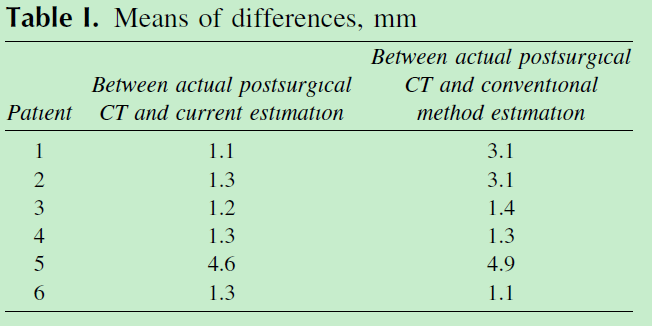 Table I. Means of differences, mm
Between actual postsurgical CT and current estimation
Between actual postsurgical CT and conventional method estimation
Patient
1 1.1 3.1
2 1.3 3.1
3 1.2 1.4
4 1.3 1.3
5 4.6 4.9
6 1.3 1.1